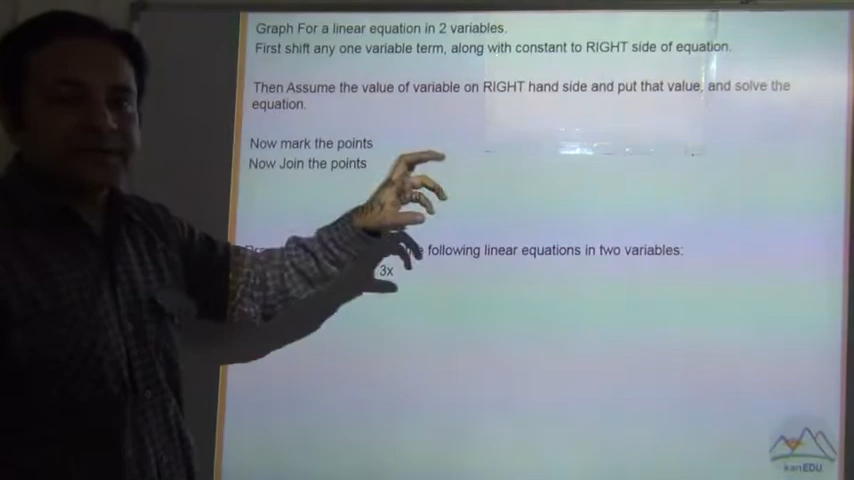 Graph For a linear equation in 2 variables.
First shift any one variable term, along with constant to RIGHT side of equation.
Then Assume the value of variable on RIGHT hand side and put that value, and solve the
equation.
Now mark the points
Now Join the points
following linear equations in two variables:
3x
kanEDU